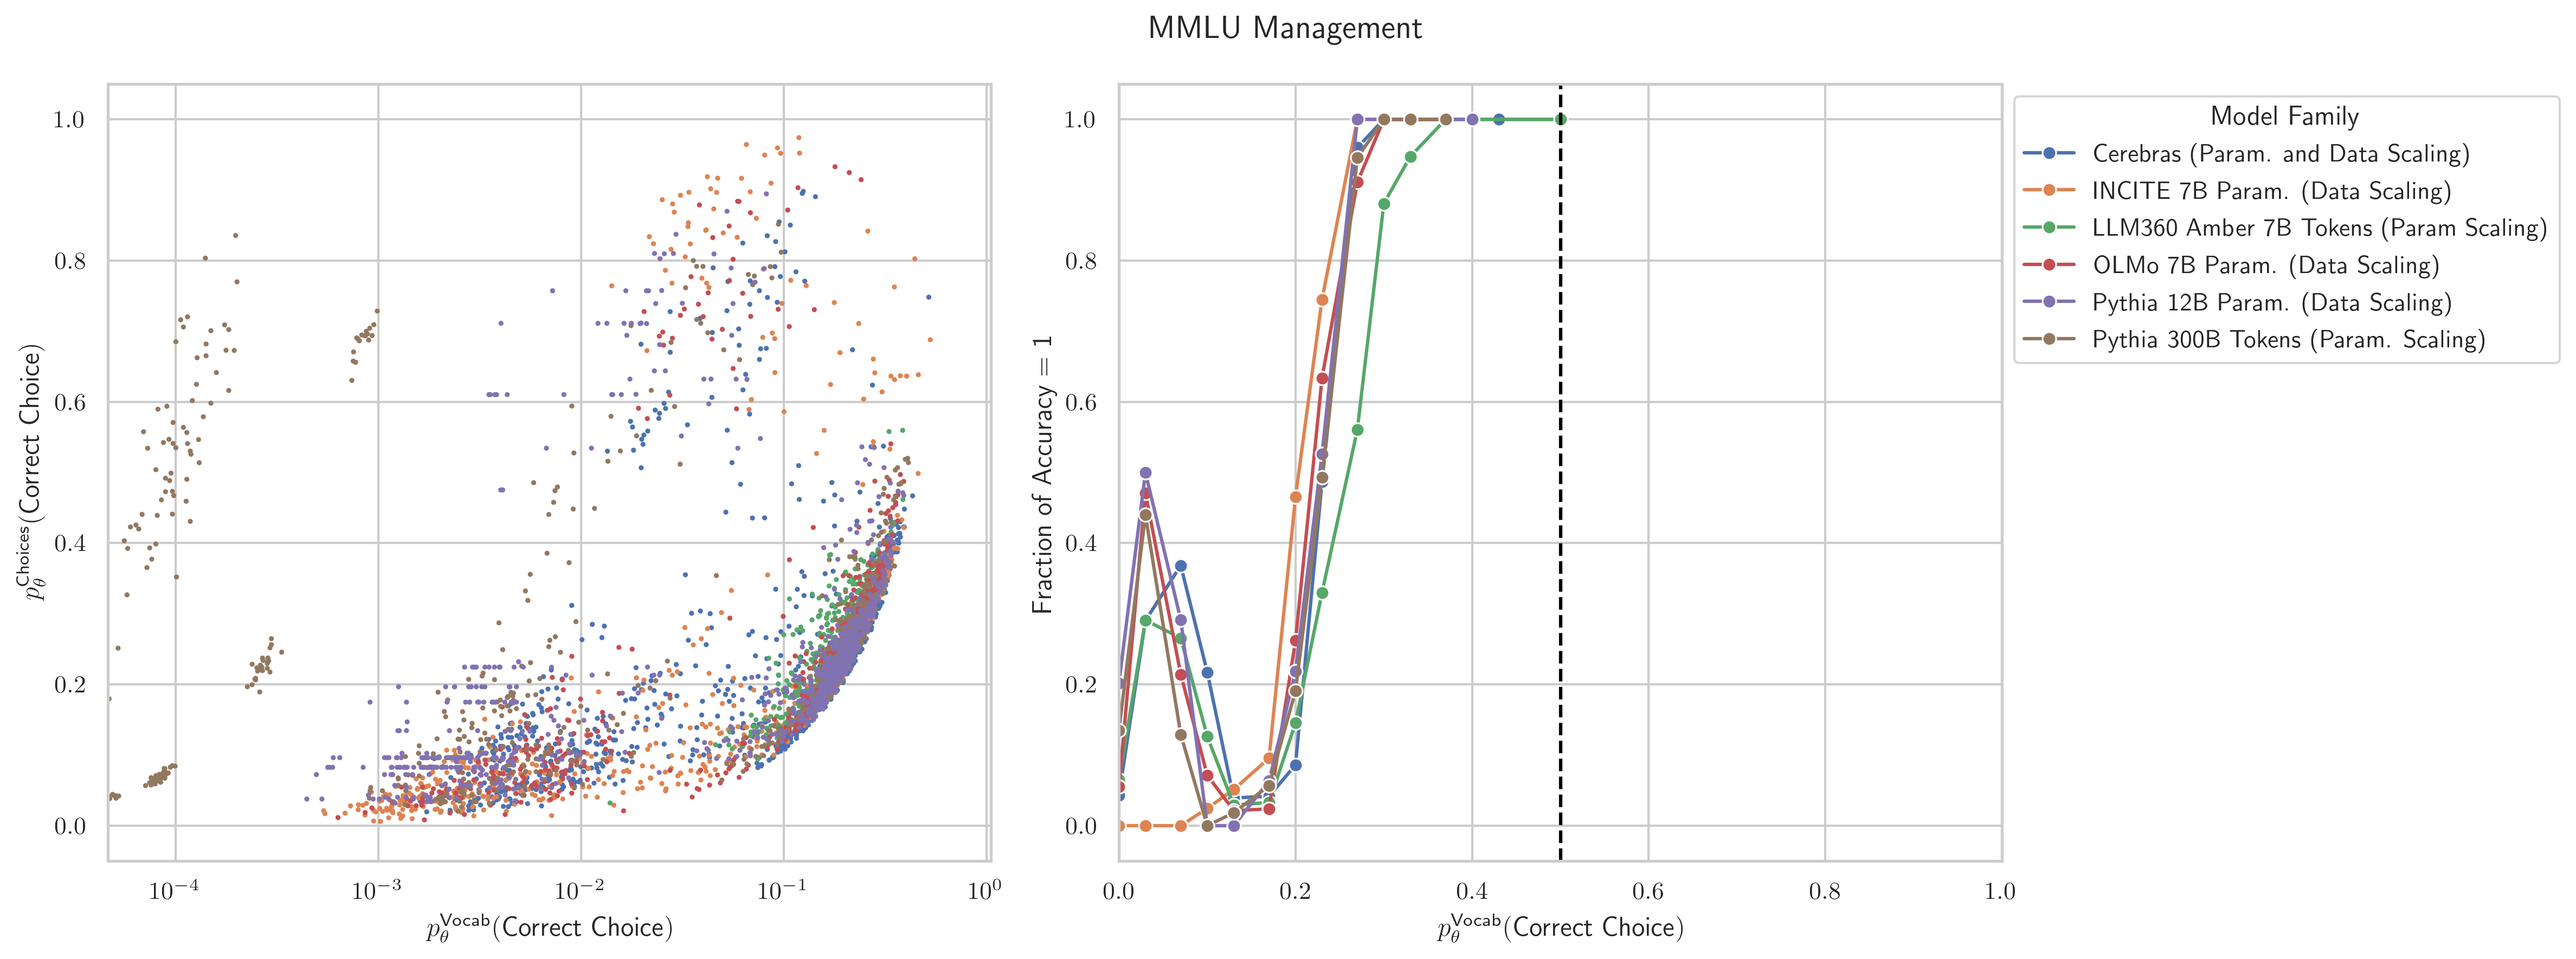 MMLU Management
1.0
0.8
0.6
0.4
0.2
0.0
10⁻⁴ 10⁻³ 10⁻² 10⁻¹ 10⁰
p_θ^Choices(Correct Choice)
p_θ^Vocab(Correct Choice)
1.0
0.8
0.6
0.4
0.2
0.0
0.0 0.2 0.4 0.6 0.8 1.0
Fraction of Accuracy = 1
p_θ^Vocab(Correct Choice)
Model Family
Cerebras (Param. and Data Scaling)
INCITE 7B Param. (Data Scaling)
LLM360 Amber 7B Tokens (Param Scaling)
OLMo 7B Param. (Data Scaling)
Pythia 12B Param. (Data Scaling)
Pythia 300B Tokens (Param. Scaling)